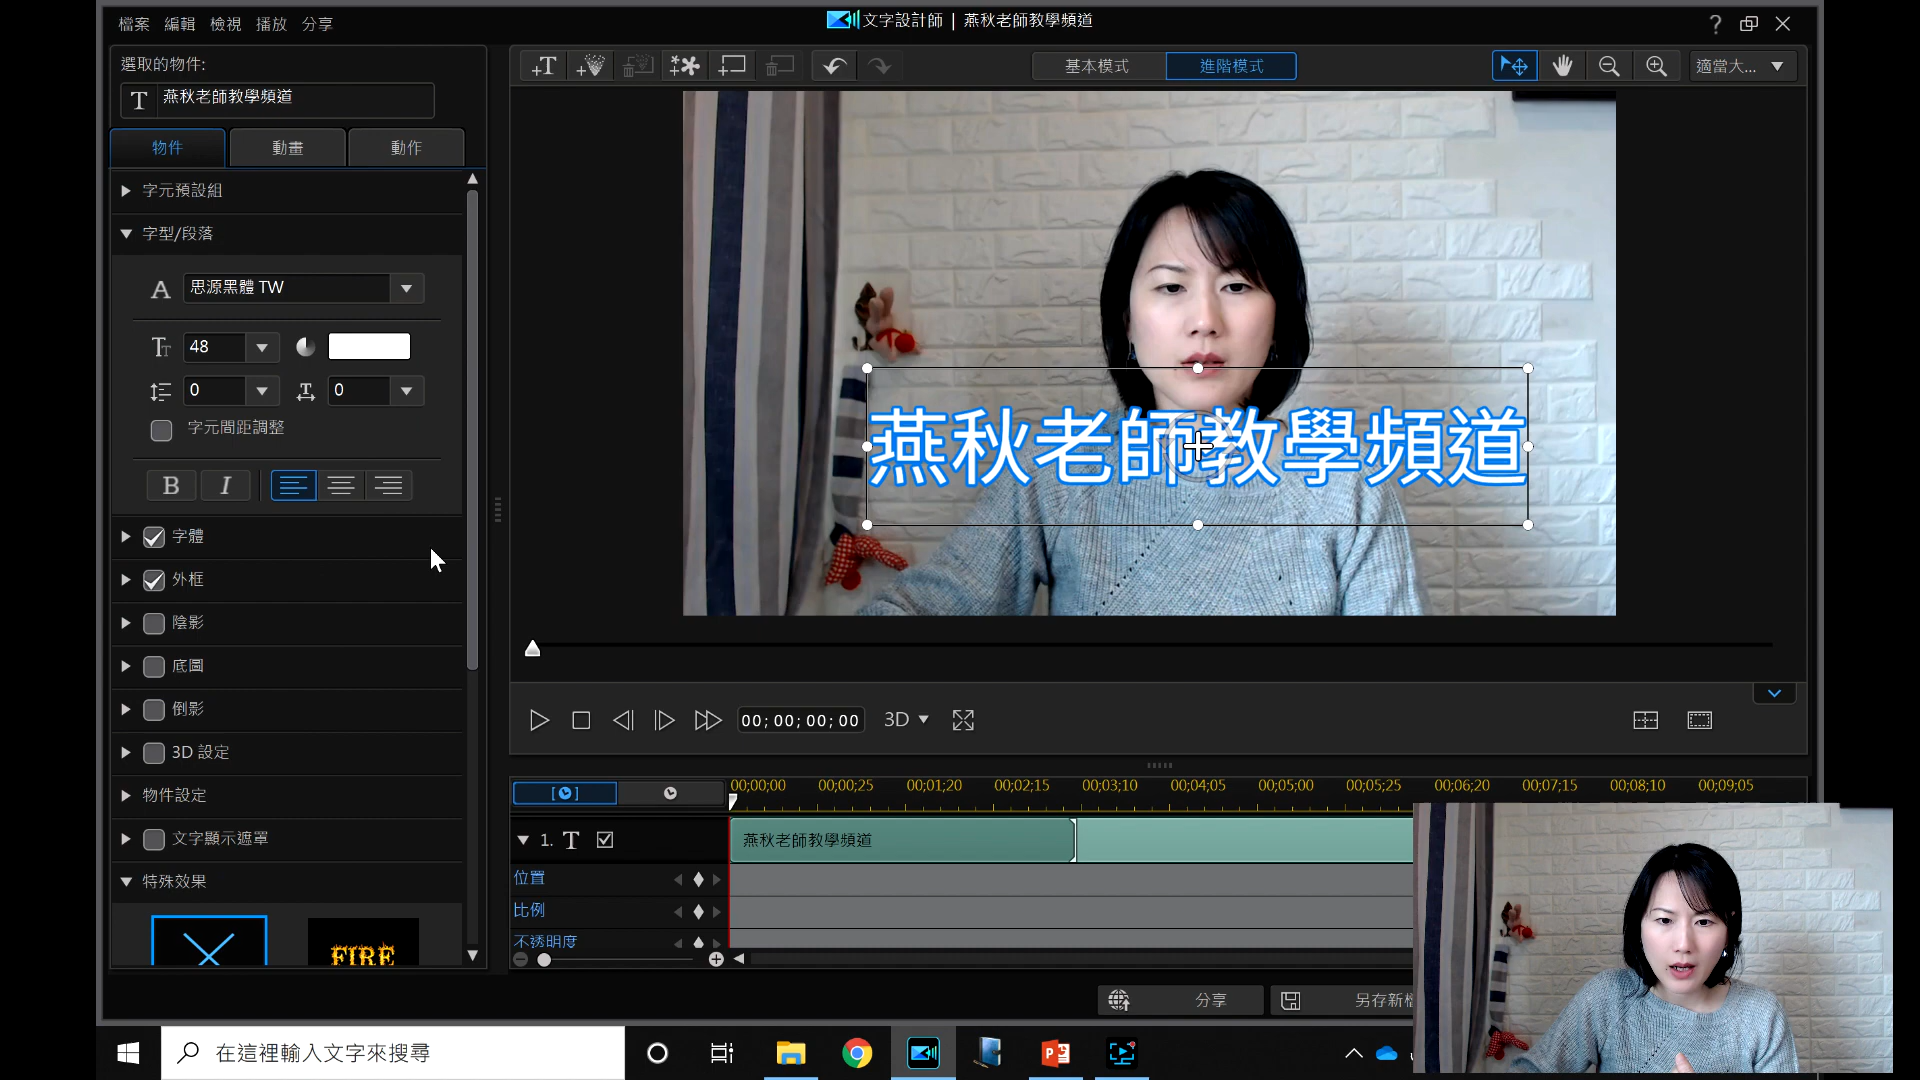 檔案 編輯 檢視 播放 分享
文字設計師 | 燕秋老師教學頻道
?
選取的物件:
T 燕秋老師教學頻道
物件 動畫 動作
字元預設組
字型/段落
思源黑體 TW
48
0 0
字元間距調整
B I
字體
外框
陰影
底圖
倒影
3D 設定
物件設定
文字顯示遮罩
特殊效果
FIRE
基本模式 進階模式
適當大...
燕秋老師教學頻道
00;00;00;00 3D
00;00;00 00;00;25 00;01;20 00;02;15 00;03;10 00;04;05 00;05;00 00;05;25 00;06;20 00;07;15 00;08;10 00;09;05
1. T 燕秋老師教學頻道
位置
比例
不透明度
分享 另存新檔
在這裡輸入文字來搜尋